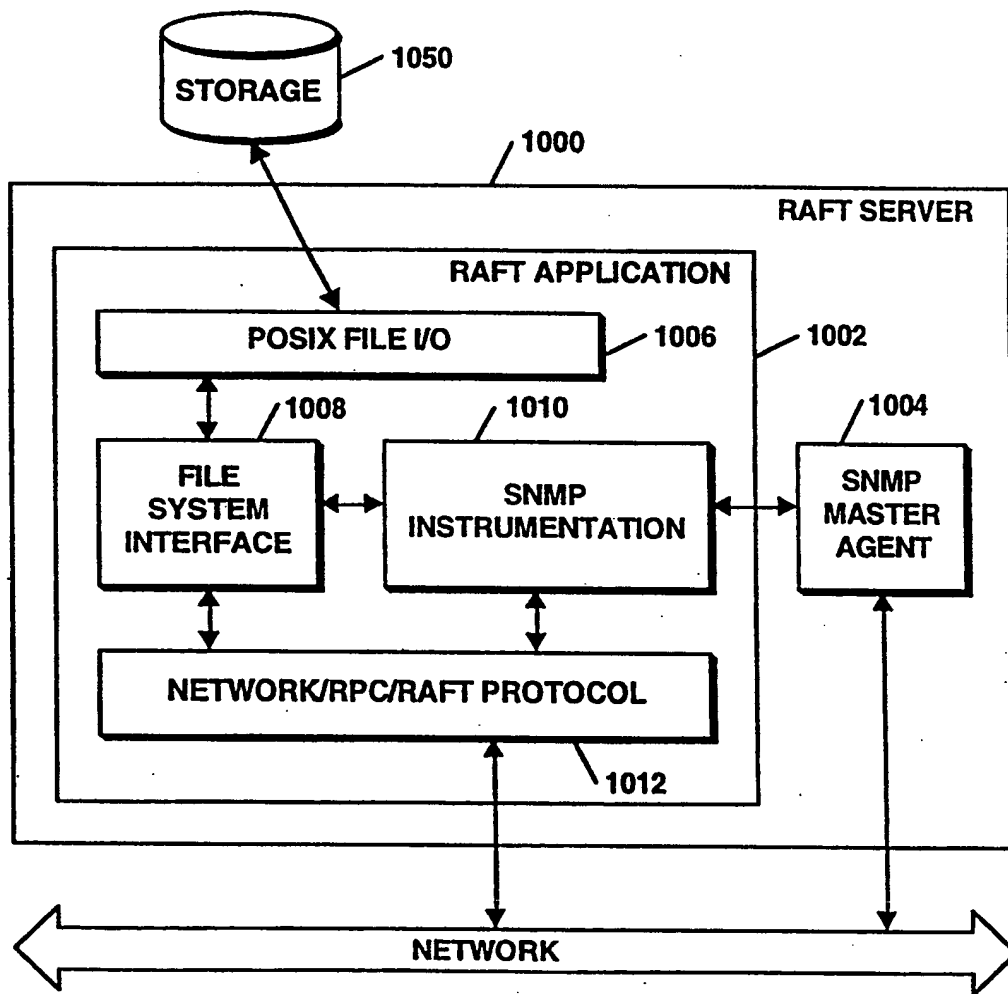 1050
STORAGE
1000
RAFT SERVER
RAFT APPLICATION
POSIX FILE I/O
1006
1002
1008
1010
1004
FILE
SYSTEM
INTERFACE
SNMP
INSTRUMENTATION
SNMP
MASTER
AGENT
NETWORK/RPC/RAFT PROTOCOL
1012
NETWORK